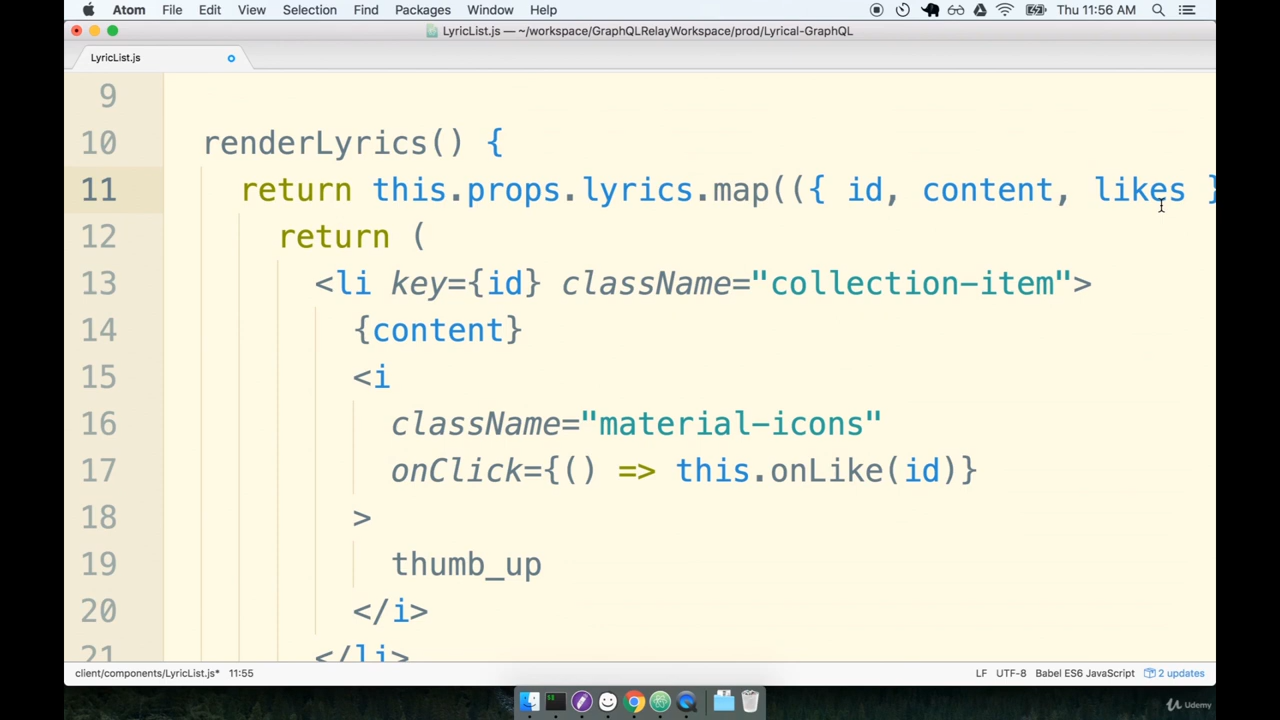 Atom File Edit View Selection Find Packages Window Help Thu 11:56 AM
LyricList.js — ~/workspace/GraphQLRelayWorkspace/prod/Lyrical-GraphQL
LyricList.js
9
10 renderLyrics() {
11 return this.props.lyrics.map(({ id, content, likes }
12 return (
13 <li key={id} className="collection-item">
14 {content}
15 <i
16 className="material-icons"
17 onClick={() => this.onLike(id)}
18 >
19 thumb_up
20 </i>
21 </li>
client/components/LyricList.js* 11:55 LF UTF-8 Babel ES6 JavaScript 2 updates
Udemy